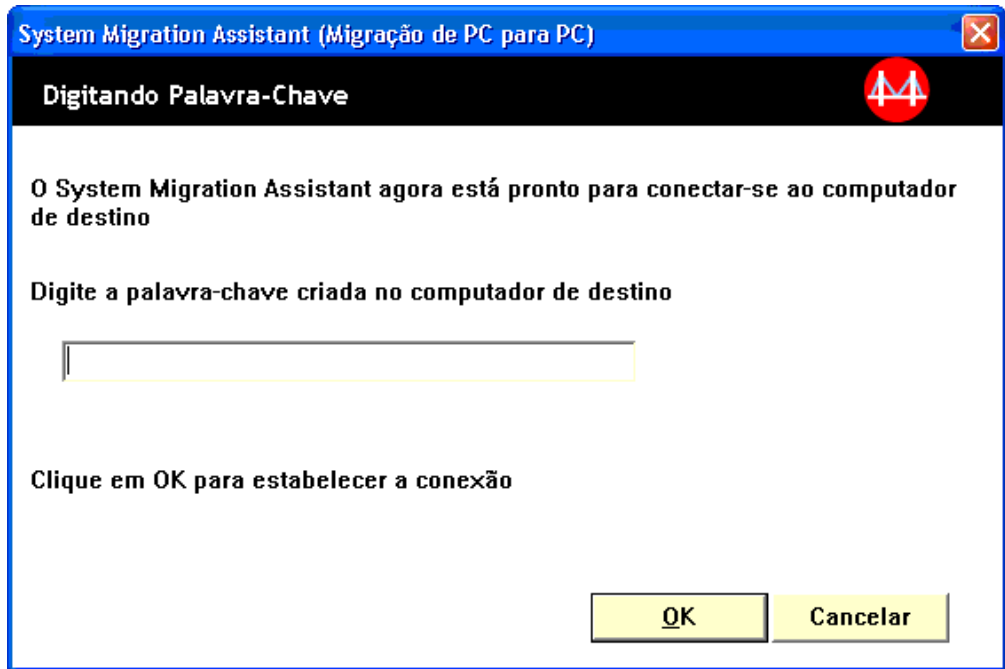 System Migration Assistant (Migração de PC para PC)
Digitando Palavra-Chave
O System Migration Assistant agora está pronto para conectar-se ao computador
de destino
Digite a palavra-chave criada no computador de destino
Clique em OK para estabelecer a conexão
OK
Cancelar